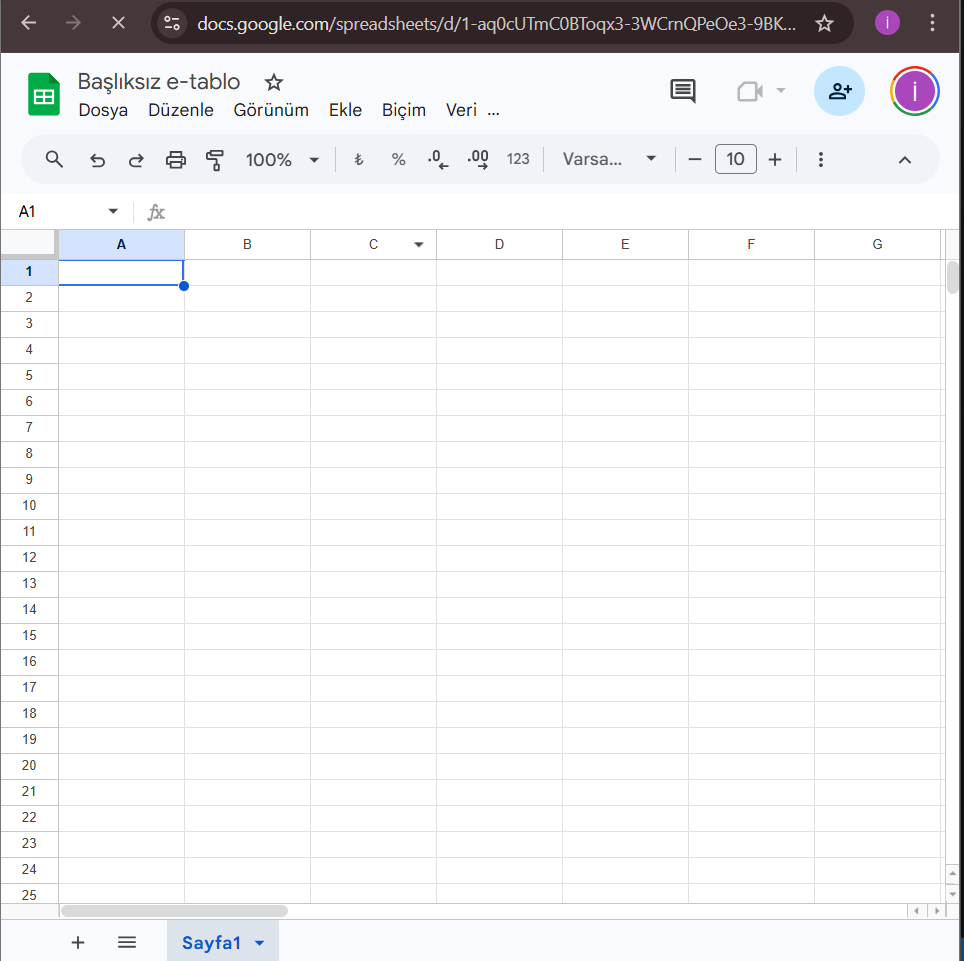 docs.google.com/spreadsheets/d/1-aq0cUTmC0BToqx3-3WCrnQPeOe3-9BK...
i
Başlıksız e-tablo
Dosya Düzenle Görünüm Ekle Biçim Veri ...
i
100% ₺ % .0 .00 123 Varsa... 10
A1 fx
A B C D E F G
1
2
3
4
5
6
7
8
9
10
11
12
13
14
15
16
17
18
19
20
21
22
23
24
25
Sayfa1